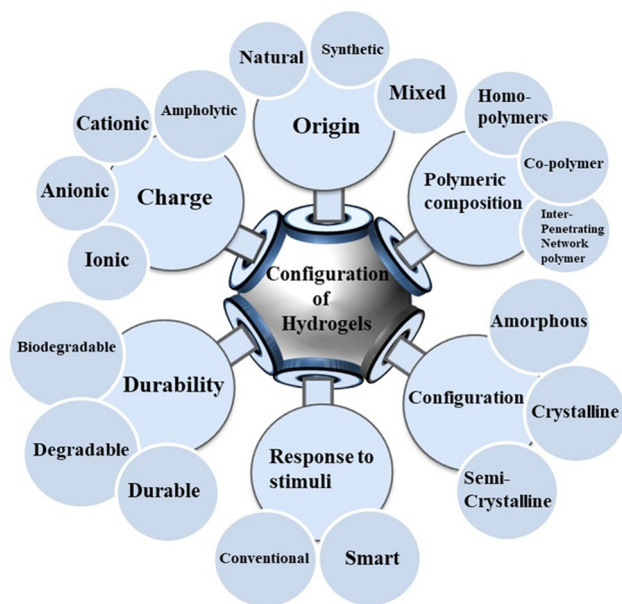 Natural
Synthetic
Mixed
Origin
Homo-
polymers
Co-polymer
Inter-
Penetrating
Network
polymer
Polymeric
composition
Ampholytic
Cationic
Anionic
Ionic
Charge
Configuration
of
Hydrogels
Amorphous
Crystalline
Semi-
Crystalline
Configuration
Biodegradable
Degradable
Durable
Durability
Response to
stimuli
Conventional
Smart